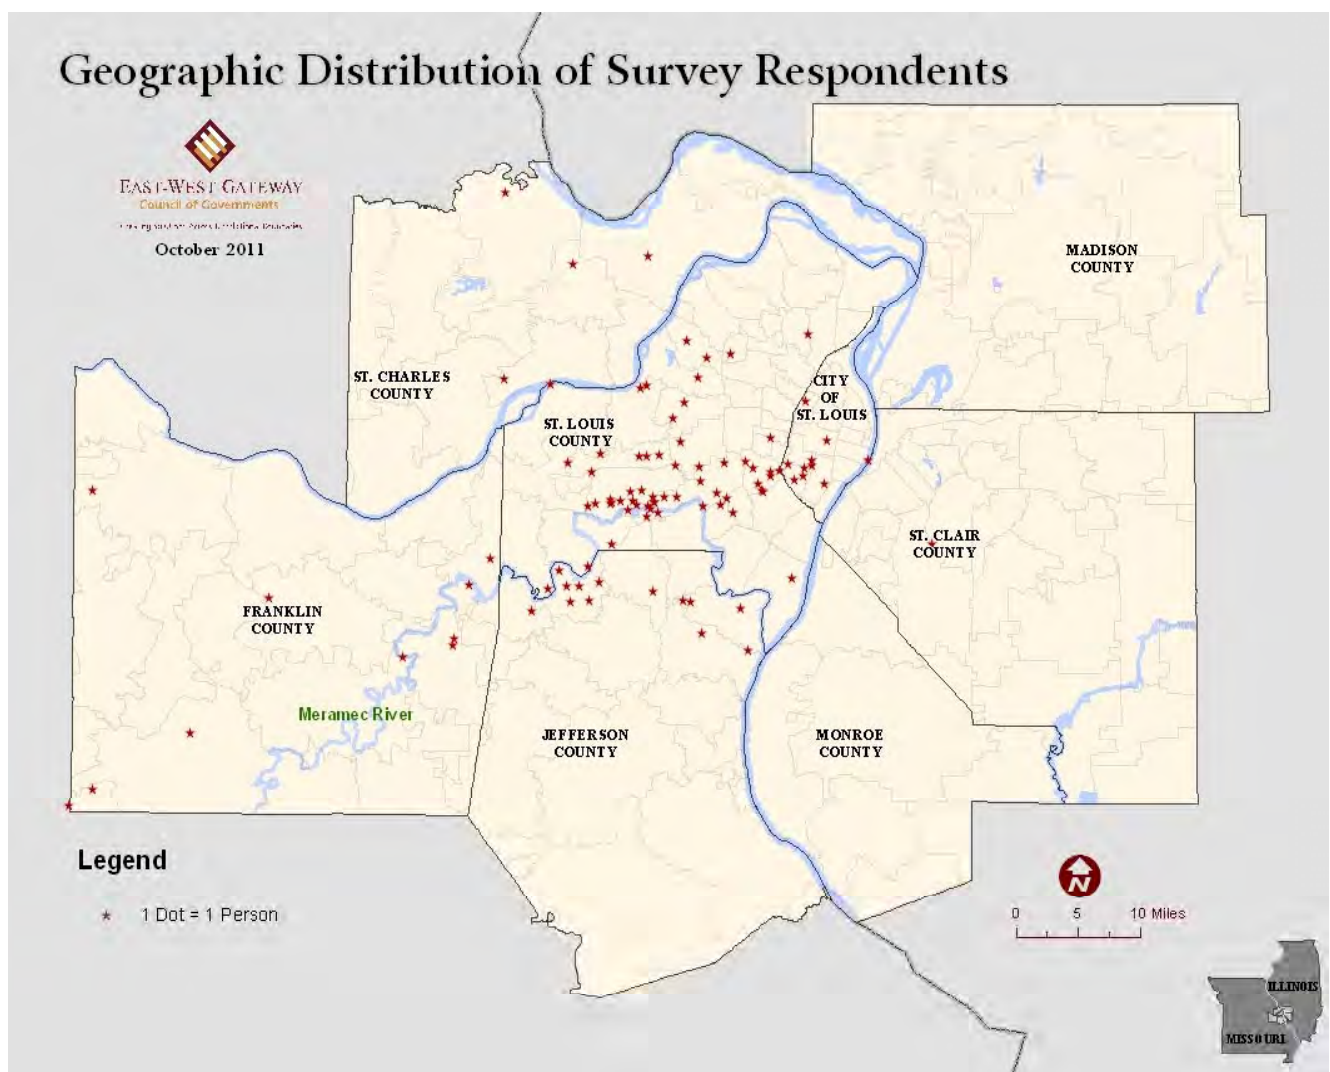 Geographic Distribution of Survey Respondents
EAST-WEST GATEWAY
Council of Governments
October 2011
MADISON
COUNTY
ST. CHARLES
COUNTY
CITY
OF
ST. LOUIS
ST. LOUIS
COUNTY
ST. CLAIR
COUNTY
FRANKLIN
COUNTY
Meramec River
JEFFERSON
COUNTY
MONROE
COUNTY
Legend
1 Dot = 1 Person
N
0 5 10 Miles
ILLINOIS
MISSOURI